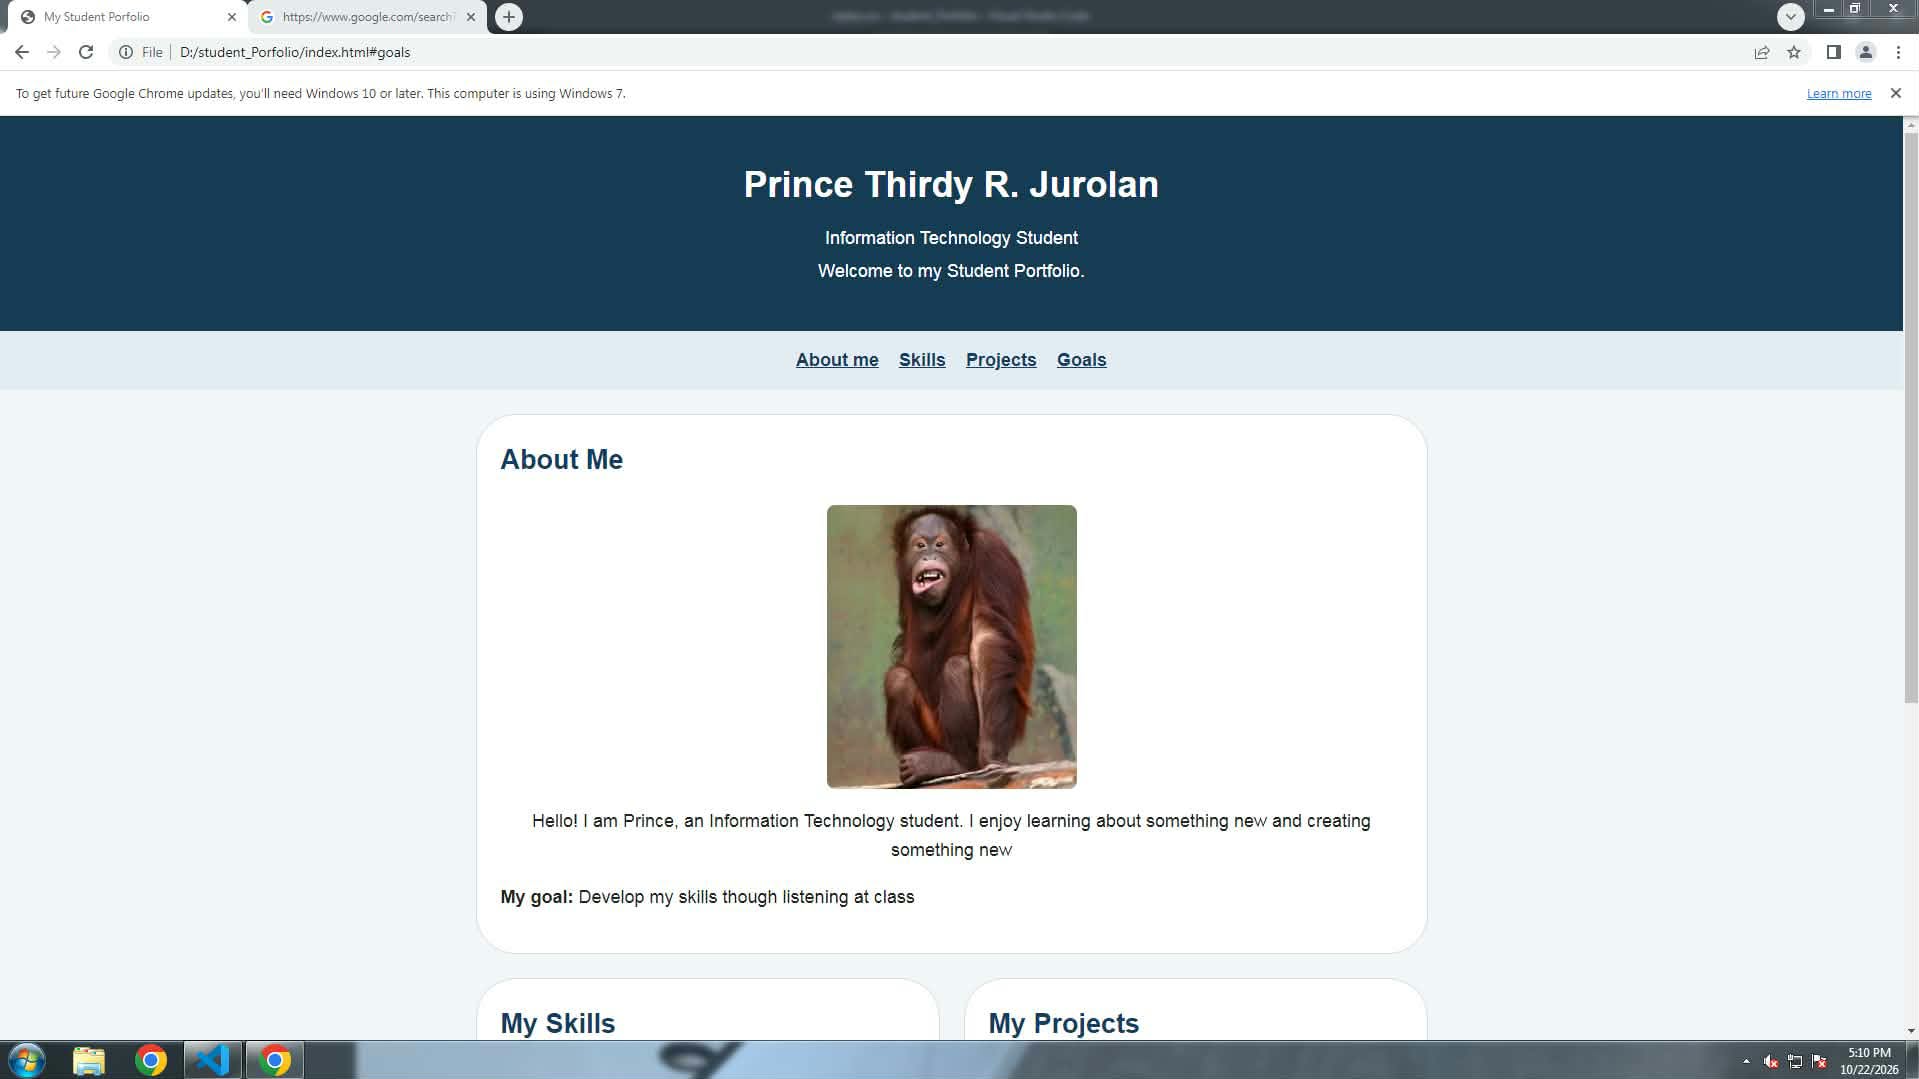 My Student Porfolio
https://www.google.com/search?
File
D:/student_Porfolio/index.html#goals
To get future Google Chrome updates, you'll need Windows 10 or later. This computer is using Windows 7.
Learn more
Prince Thirdy R. Jurolan
Information Technology Student
Welcome to my Student Portfolio.
About me Skills Projects Goals
About Me
Hello! I am Prince, an Information Technology student. I enjoy learning about something new and creating
something new
My goal: Develop my skills though listening at class
My Skills
My Projects
5:10 PM
10/22/2026